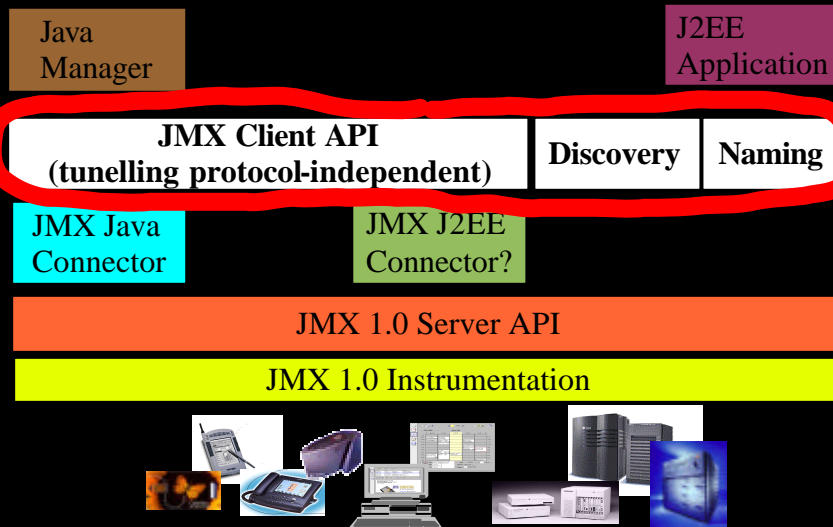 Java
Manager
J2EE
Application
JMX Client API
(tunelling protocol-independent)
Discovery
Naming
JMX Java
Connector
JMX J2EE
Connector?
JMX 1.0 Server API
JMX 1.0 Instrumentation